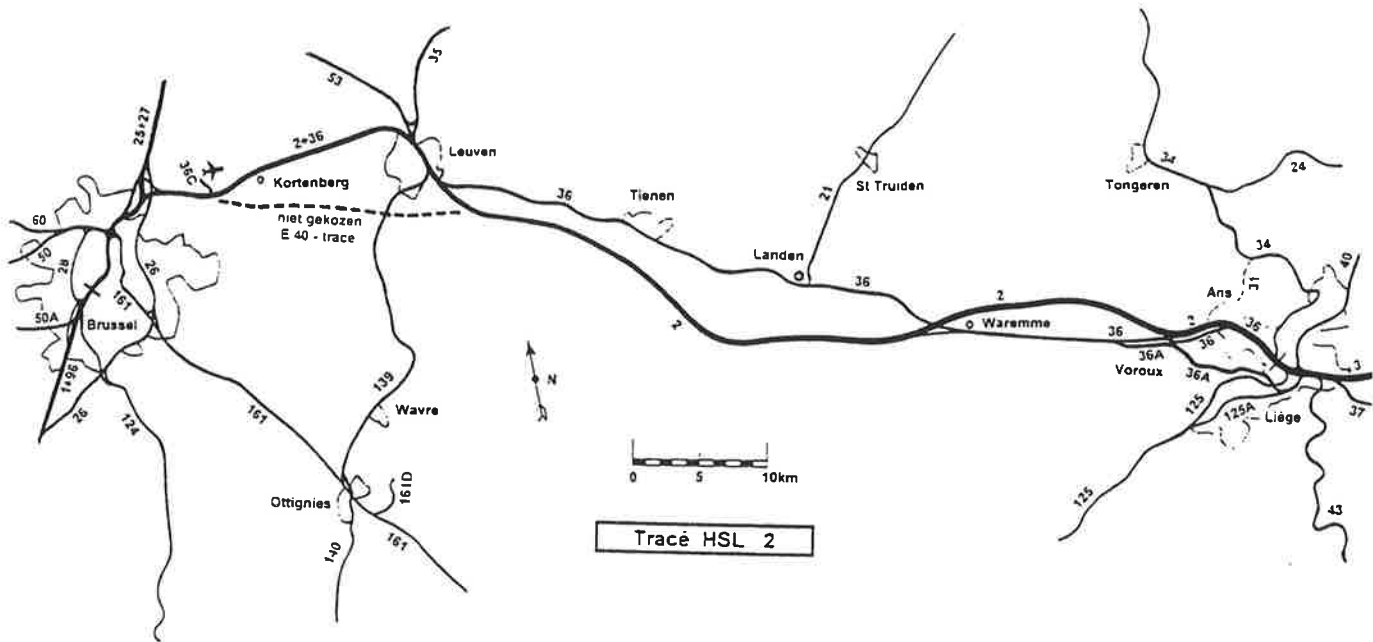 25+27
36C
60
50
28
26
161
50A
Brussel
1+96
26
124
2+36
Kortenberg
niet gekozen
E 40 - trace
53
35
Leuven
36
Tienen
2
161
139
Wavre
Ottignies
161D
140
161
N
0 5 10km
Tracé HSL 2
21
St Truiden
Landen
36
2
Waremme
36
36A
Voroux
36A
36
2
36
Ans
31
34
Tongeren
34
24
40
3
37
125
125A
Liége
125
43